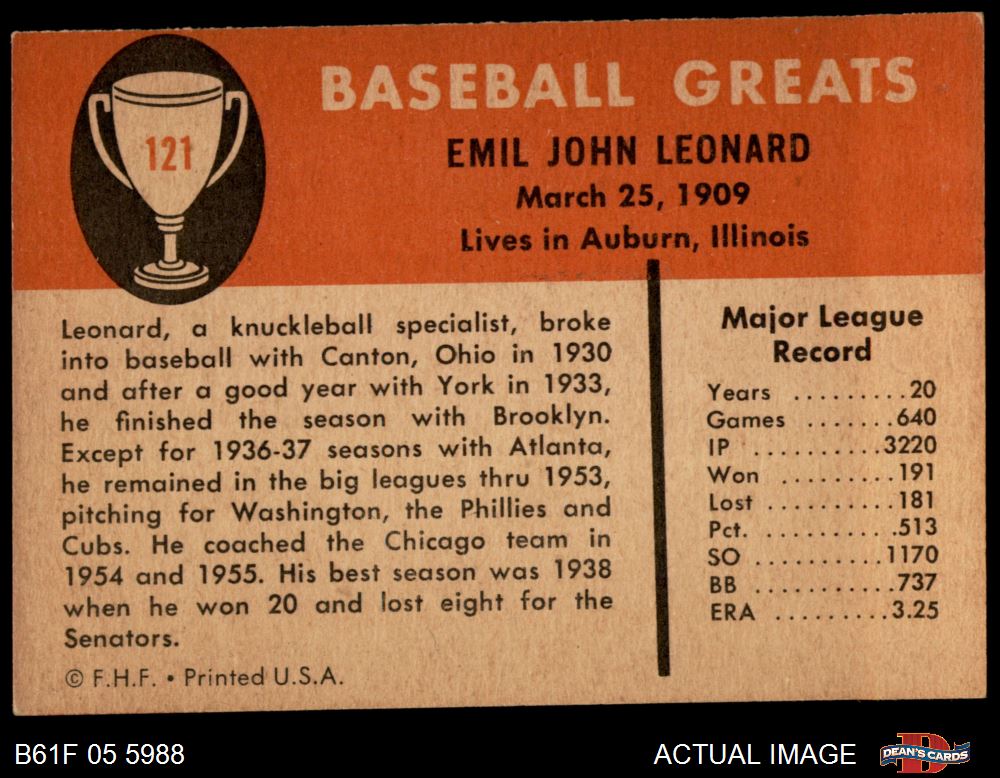 121
BASEBALL GREATS
EMIL JOHN LEONARD
March 25, 1909
Lives in Auburn, Illinois
Leonard, a knuckleball specialist, broke
into baseball with Canton, Ohio in 1930
and after a good year with York in 1933,
he finished the season with Brooklyn.
Except for 1936-37 seasons with Atlanta,
he remained in the big leagues thru 1953,
pitching for Washington, the Phillies and
Cubs. He coached the Chicago team in
1954 and 1955. His best season was 1938
when he won 20 and lost eight for the
Senators.
© F.H.F. • Printed U.S.A.
Major League
Record
Years .........20
Games .......640
IP ..........3220
Won .........191
Lost ..........181
Pct. ..........513
SO ..........1170
BB ...........737
ERA .........3.25
B61F 05 5988
ACTUAL IMAGE
D
DEAN'S CARDS